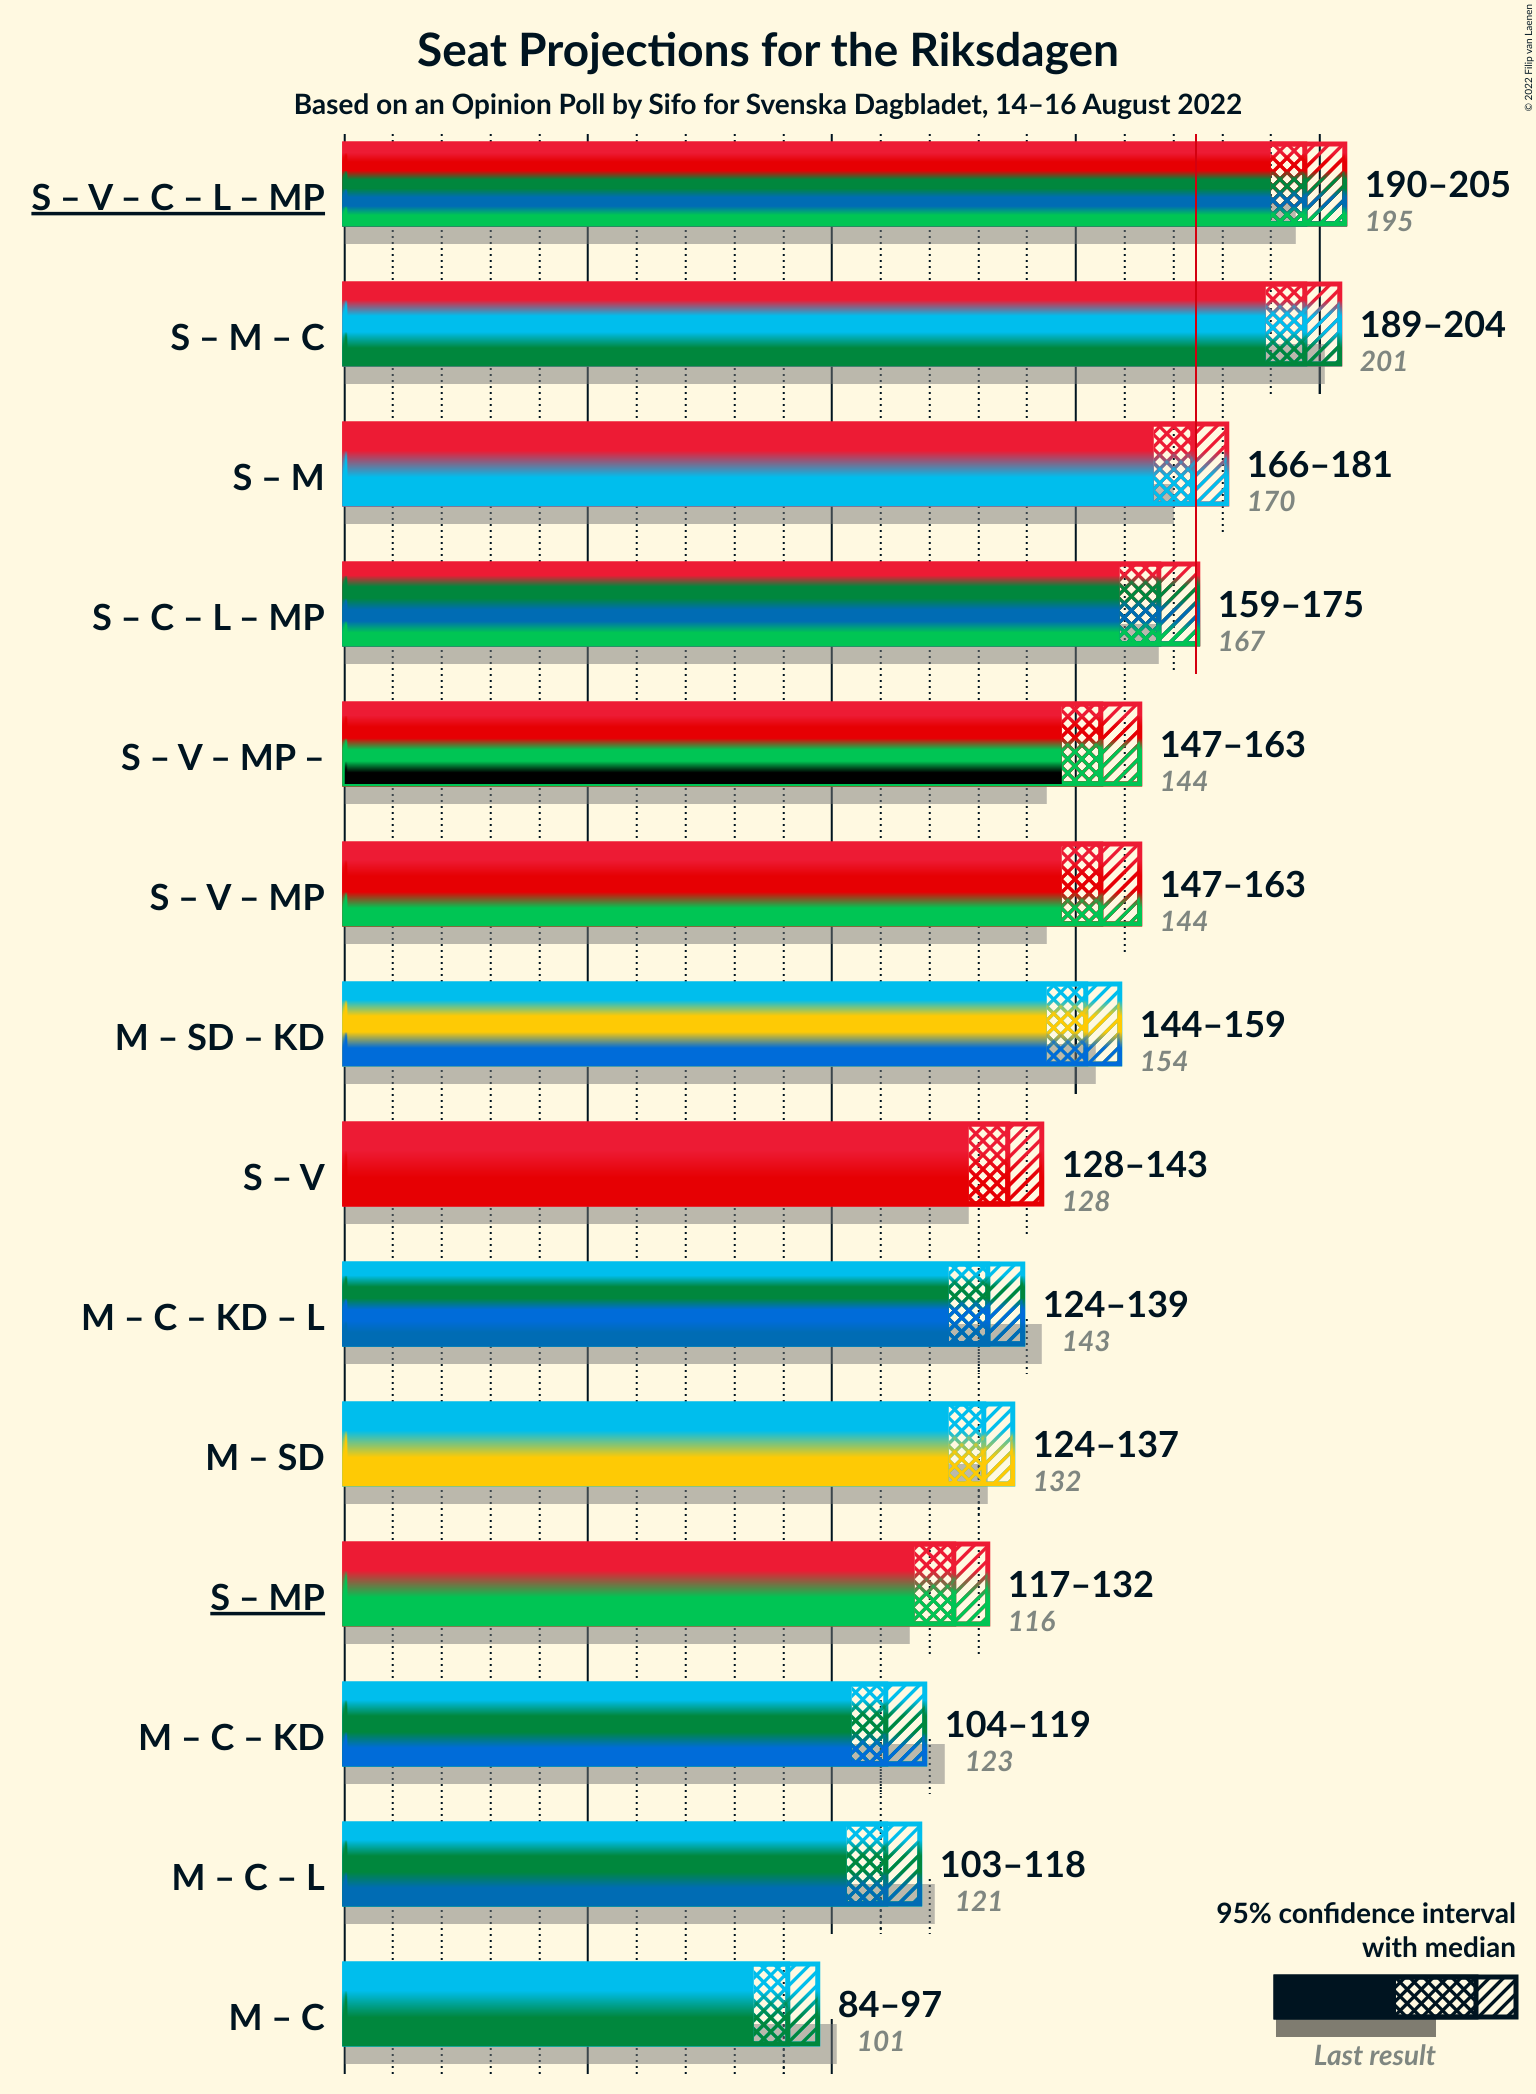 Seat Projections for the Riksdagen
Based on an Opinion Poll by Sifo for Svenska Dagbladet, 14–16 August 2022
© 2022 Filip van Laenen
S – V – C – L – MP
190–205
195
S – M – C
189–204
201
S – M
166–181
170
S – C – L – MP
159–175
167
S – V – MP –
147–163
144
S – V – MP
147–163
144
M – SD – KD
144–159
154
S – V
128–143
128
M – C – KD – L
124–139
143
M – SD
124–137
132
S – MP
117–132
116
M – C – KD
104–119
123
M – C – L
103–118
121
M – C
84–97
101
95% confidence interval
with median
Last result